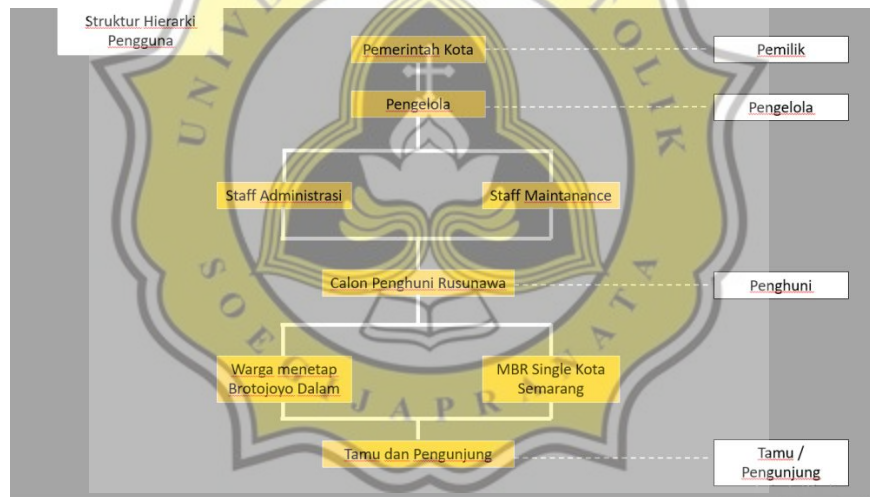 Struktur Hierarki
Pengguna
Pemerintah Kota
Pemilik
Pengelola
Pengelola
Staff Administrasi
Staff Maintanance
Calon Penghuni Rusunawa
Penghuni
Warga menetap
Brotojoyo Dalam
MBR Single Kota
Semarang
Tamu dan Pengunjung
Tamu /
Pengunjung
SOEGIJAPRANATA